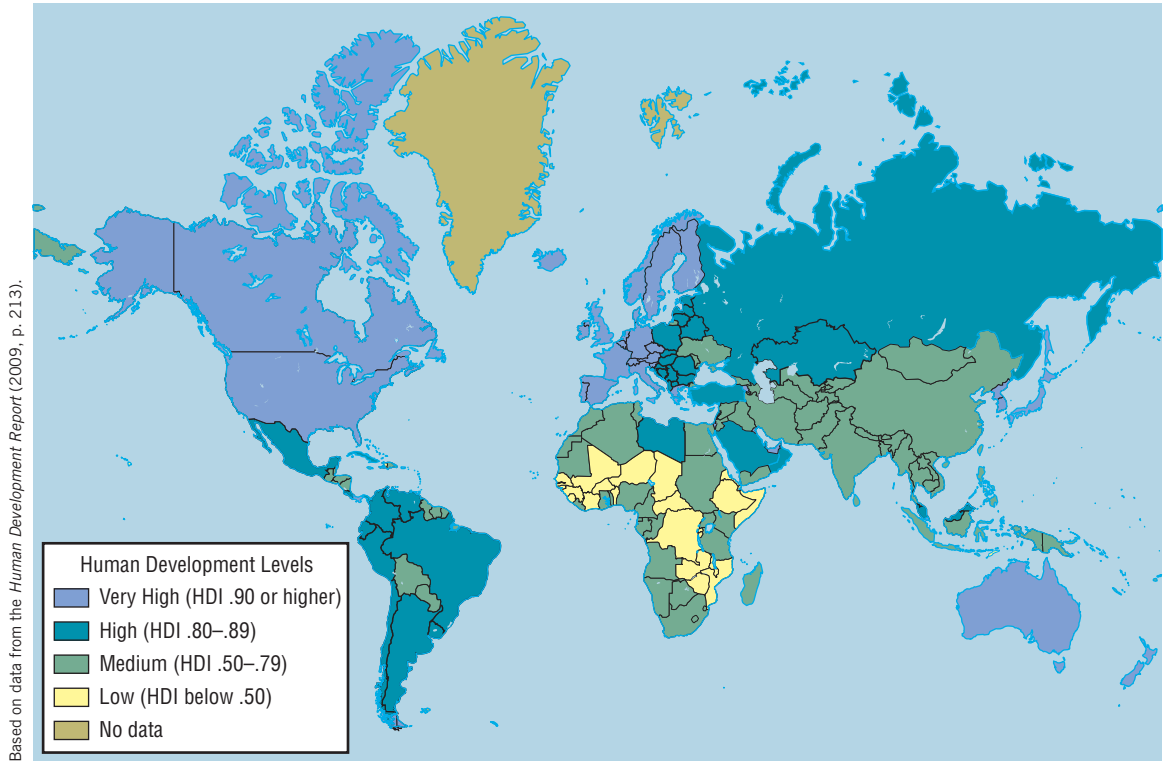 Based on data from the Human Development Report (2009, p. 213).
Human Development Levels
Very High (HDI .90 or higher)
High (HDI .80–.89)
Medium (HDI .50–.79)
Low (HDI below .50)
No data